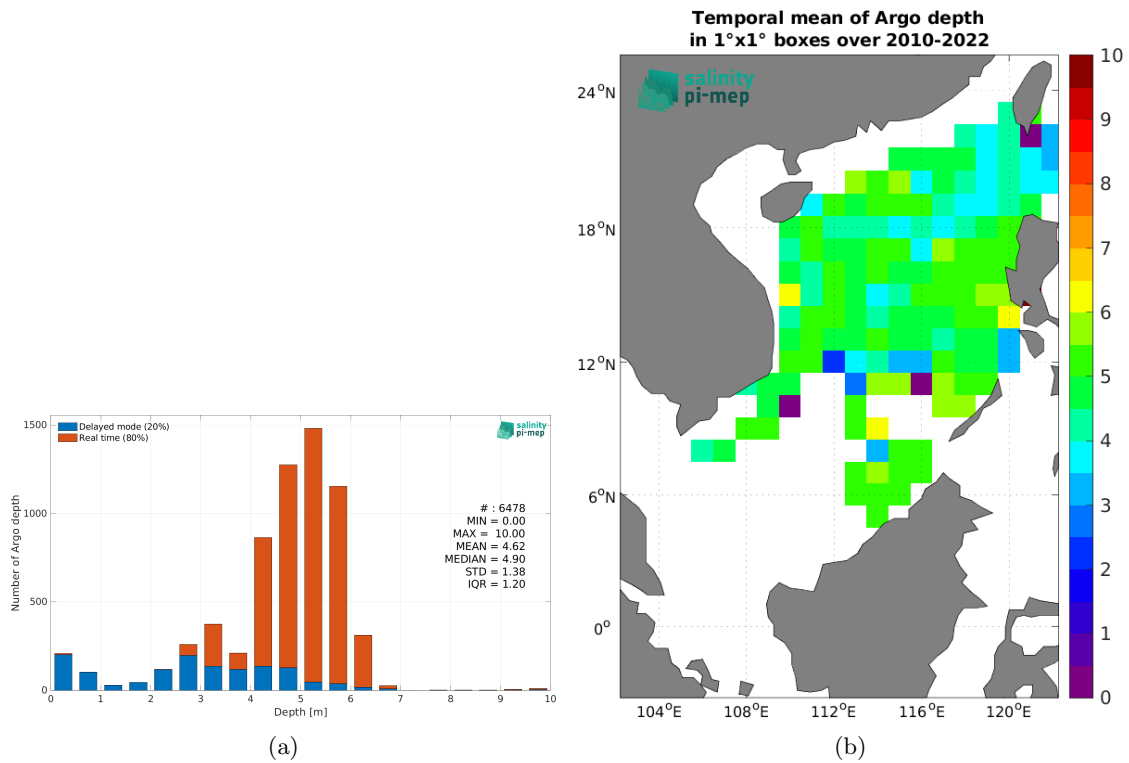 Temporal mean of Argo depth
in 1°x1° boxes over 2010-2022
salinity
pi-mep
24°N
18°N
12°N
6°N
0°
104°E
108°E
112°E
116°E
120°E
10
9
8
7
6
5
4
3
2
1
0
Delayed mode (20%)
Real time (80%)
salinity
pi-mep
# : 6478
MIN = 0.00
MAX = 10.00
MEAN = 4.62
MEDIAN = 4.90
STD = 1.38
IQR = 1.20
Number of Argo depth
1500
1000
500
0
0 1 2 3 4 5 6 7 8 9 10
Depth [m]
(a)
(b)